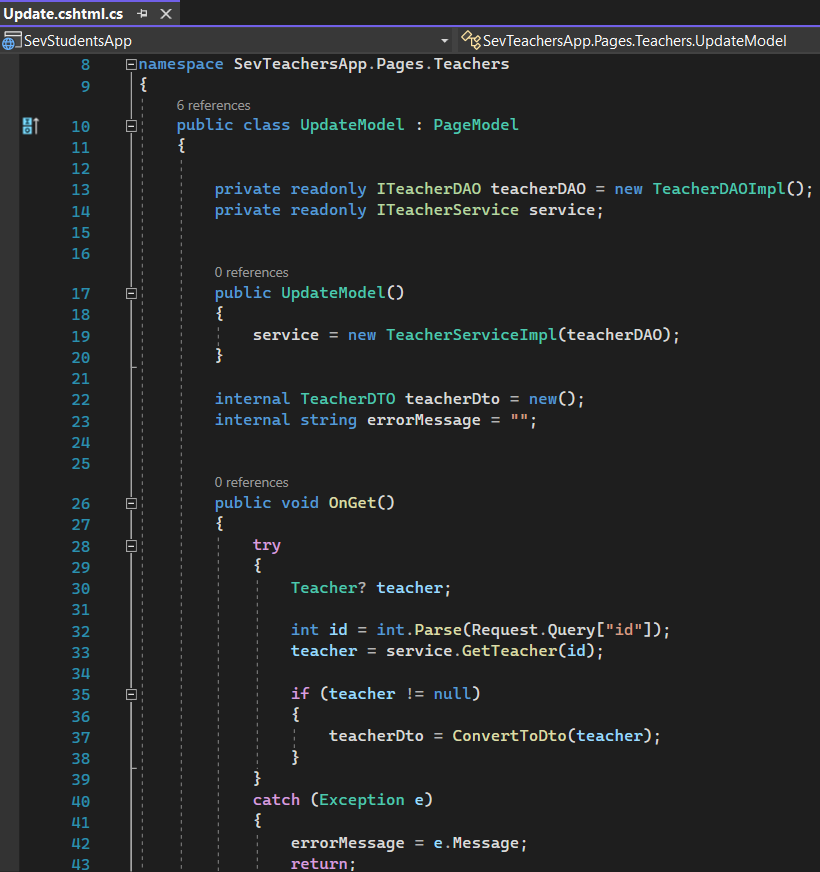 Update.cshtml.cs
SevStudentsApp SevTeachersApp.Pages.Teachers.UpdateModel
8 namespace SevTeachersApp.Pages.Teachers
9 {
6 references
10 public class UpdateModel : PageModel
11 {
12
13 private readonly ITeacherDAO teacherDAO = new TeacherDAOImpl();
14 private readonly ITeacherService service;
15
16
0 references
17 public UpdateModel()
18 {
19 service = new TeacherServiceImpl(teacherDAO);
20 }
21
22 internal TeacherDTO teacherDto = new();
23 internal string errorMessage = "";
24
25
0 references
26 public void OnGet()
27 {
28 try
29 {
30 Teacher? teacher;
31
32 int id = int.Parse(Request.Query["id"]);
33 teacher = service.GetTeacher(id);
34
35 if (teacher != null)
36 {
37 teacherDto = ConvertToDto(teacher);
38 }
39 }
40 catch (Exception e)
41 {
42 errorMessage = e.Message;
43 return;